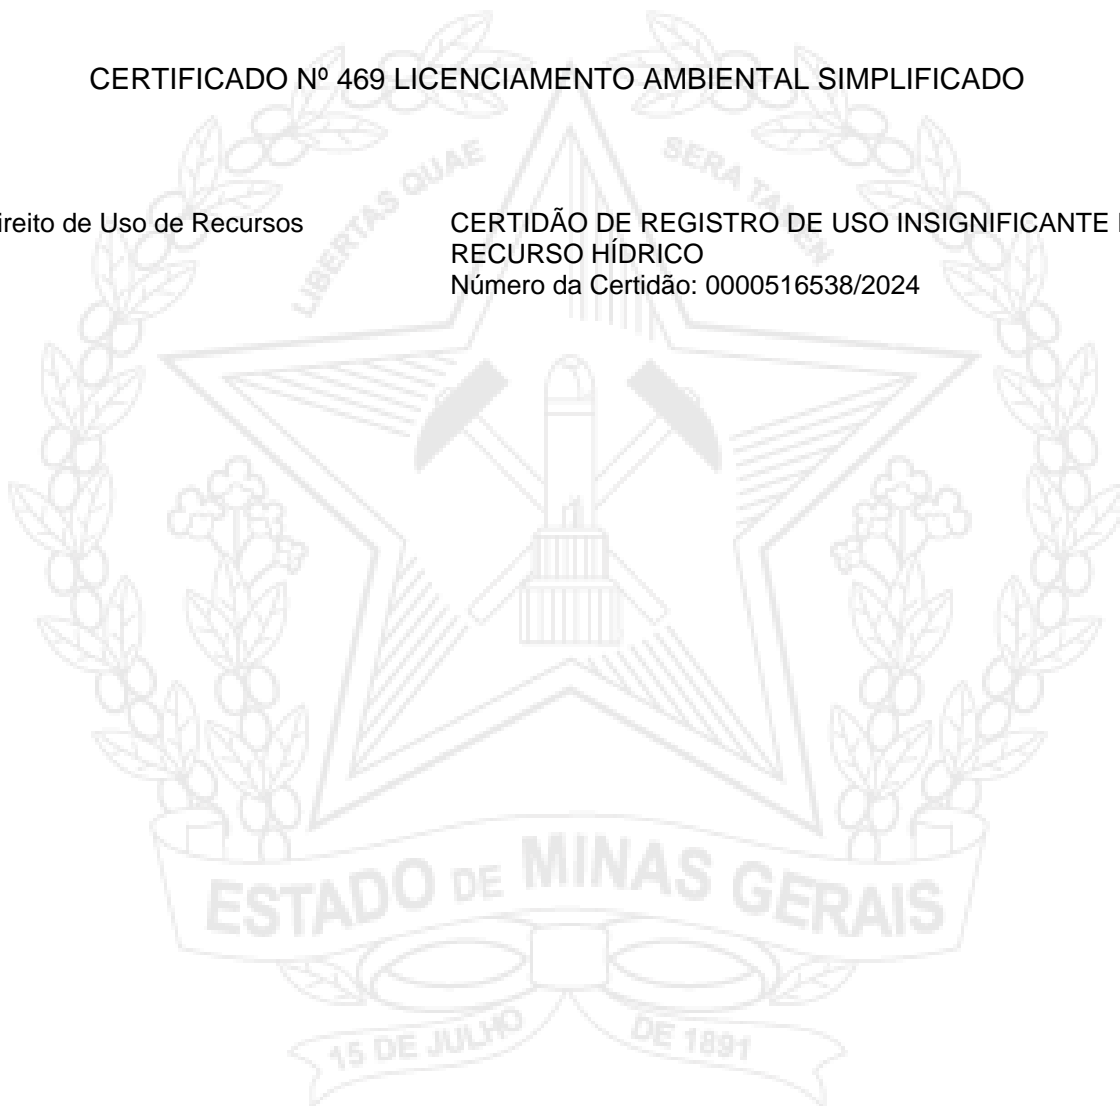 CERTIFICADO Nº 469 LICENCIAMENTO AMBIENTAL SIMPLIFICADO
LIBERTAS QUAE SERA TAMEN
ireito de Uso de Recursos
CERTIDÃO DE REGISTRO DE USO INSIGNIFICANTE
RECURSO HÍDRICO
Número da Certidão: 0000516538/2024
ESTADO DE MINAS GERAIS
15 DE JULHO DE 1891